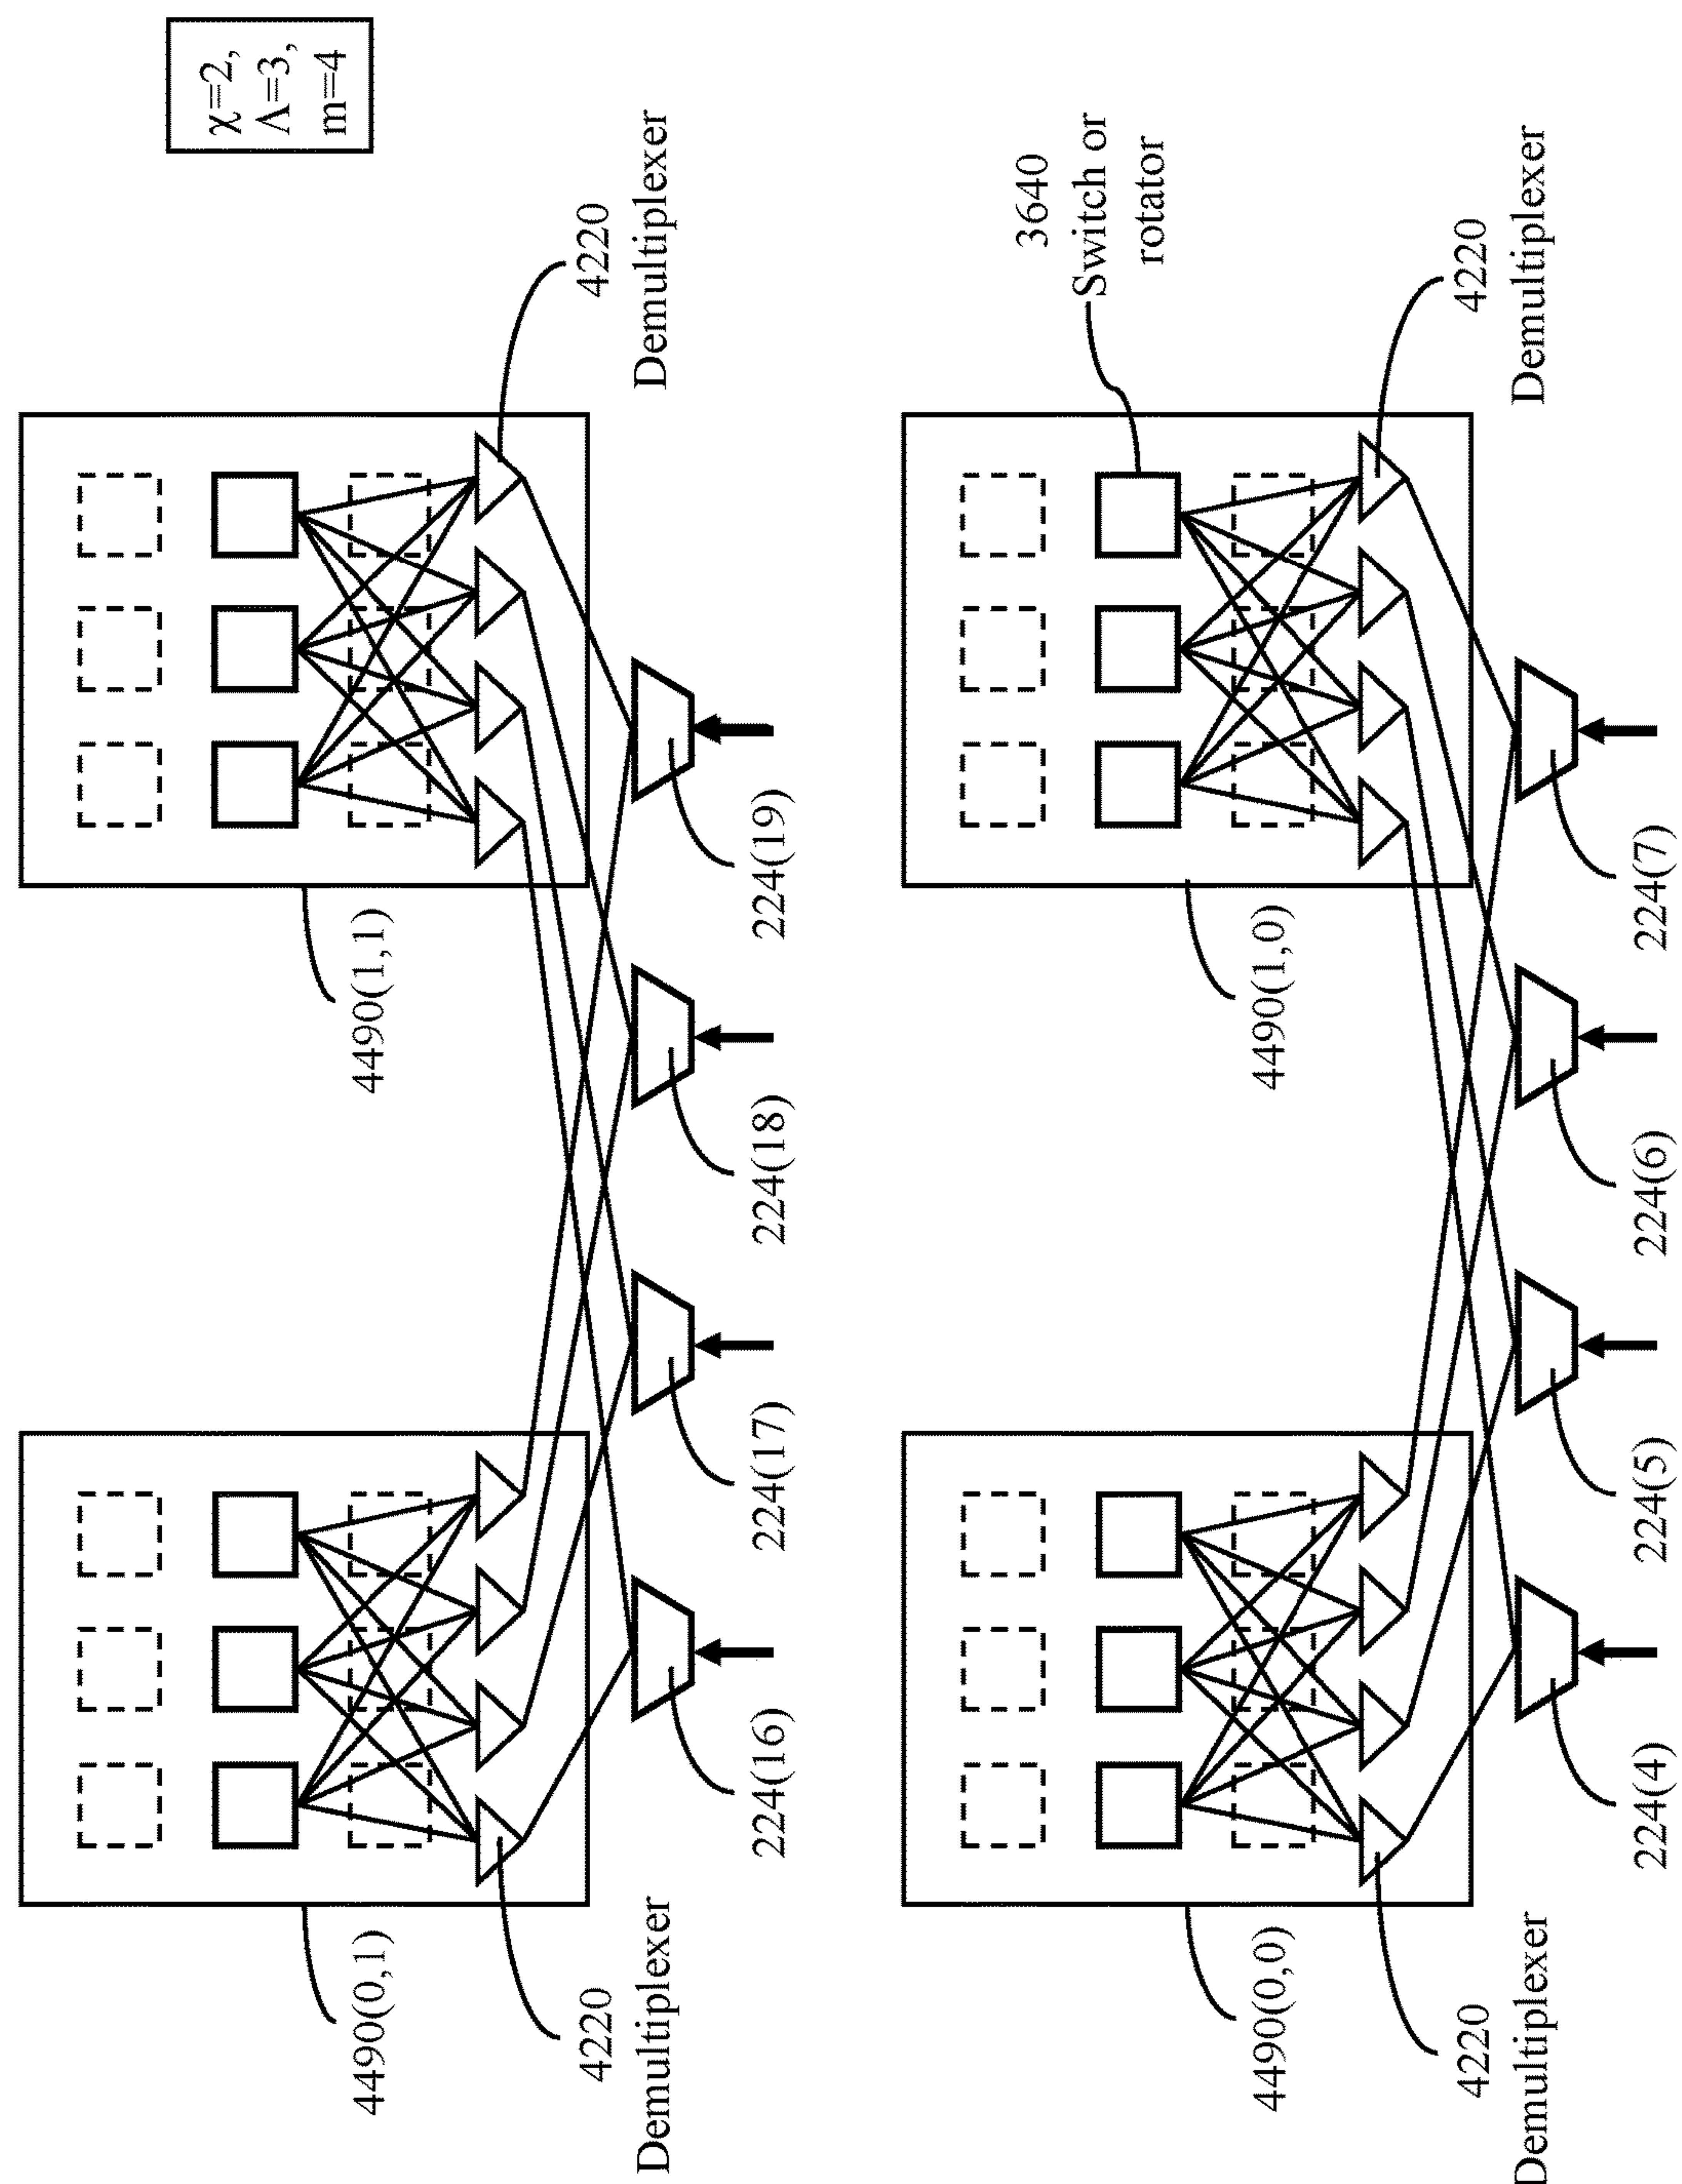 χ=2,
Λ=3,
m=4
4490(0,1)
4490(1,1)
4220
Demultiplexer
4220
Demultiplexer
224(16)
224(17)
224(18)
224(19)
3640
Switch or
rotator
4490(0,0)
4490(1,0)
4220
Demultiplexer
4220
Demultiplexer
224(4)
224(5)
224(6)
224(7)